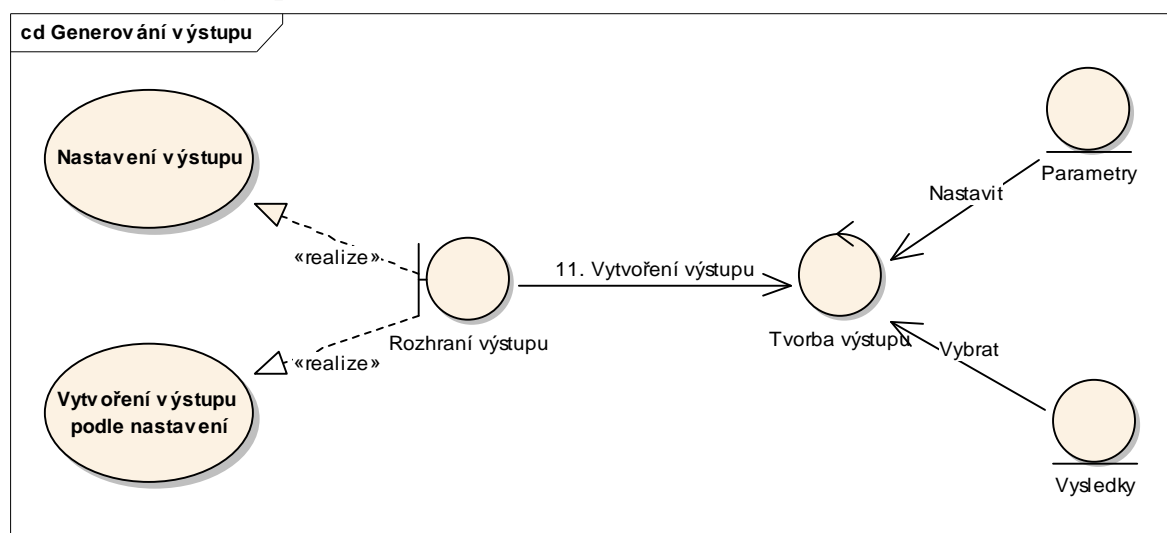 cd Generování výstupu
Nastavení výstupu
Parametry
Nastavit
«realize»
11. Vytvoření výstupu
Rozhraní výstupu
Tvorba výstupu
«realize»
Vybrat
Vytvoření výstupu
podle nastavení
Vysledky